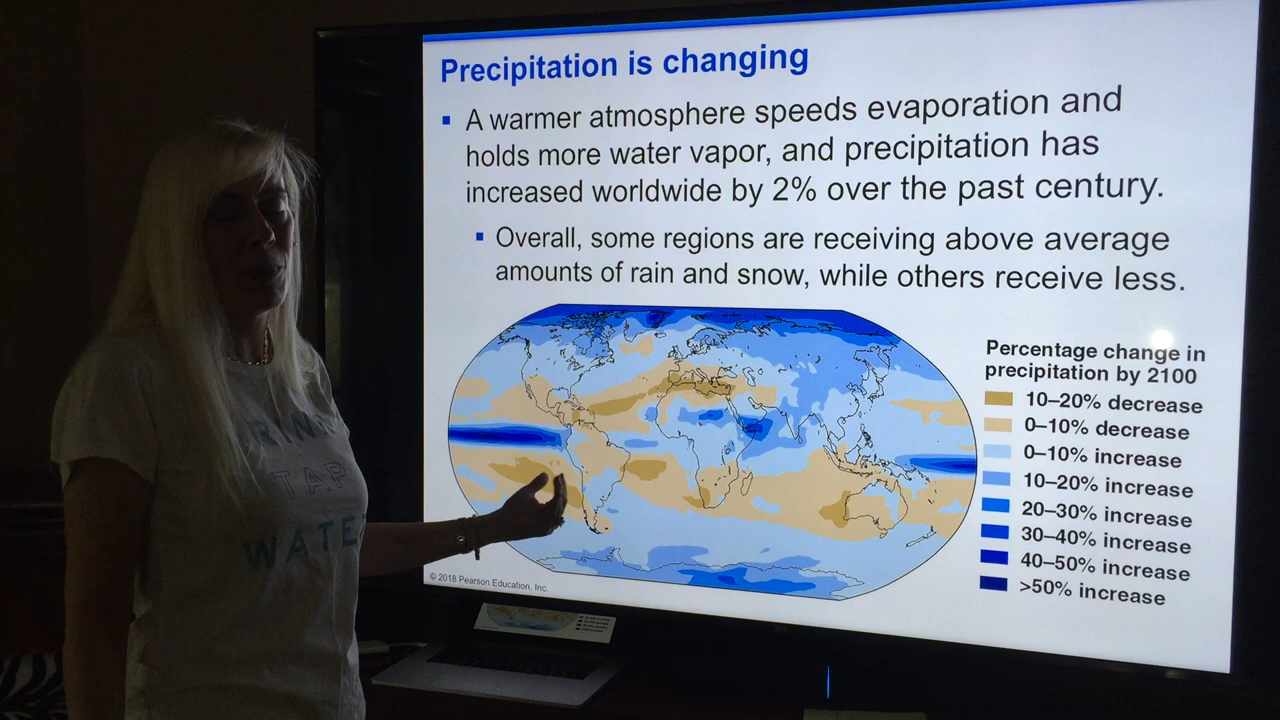 Precipitation is changing
▪ A warmer atmosphere speeds evaporation and
holds more water vapor, and precipitation has
increased worldwide by 2% over the past century.
▪ Overall, some regions are receiving above average
amounts of rain and snow, while others receive less.
Percentage change in
precipitation by 2100
10–20% decrease
0–10% decrease
0–10% increase
10–20% increase
20–30% increase
30–40% increase
40–50% increase
>50% increase
© 2018 Pearson Education, Inc.
TAP